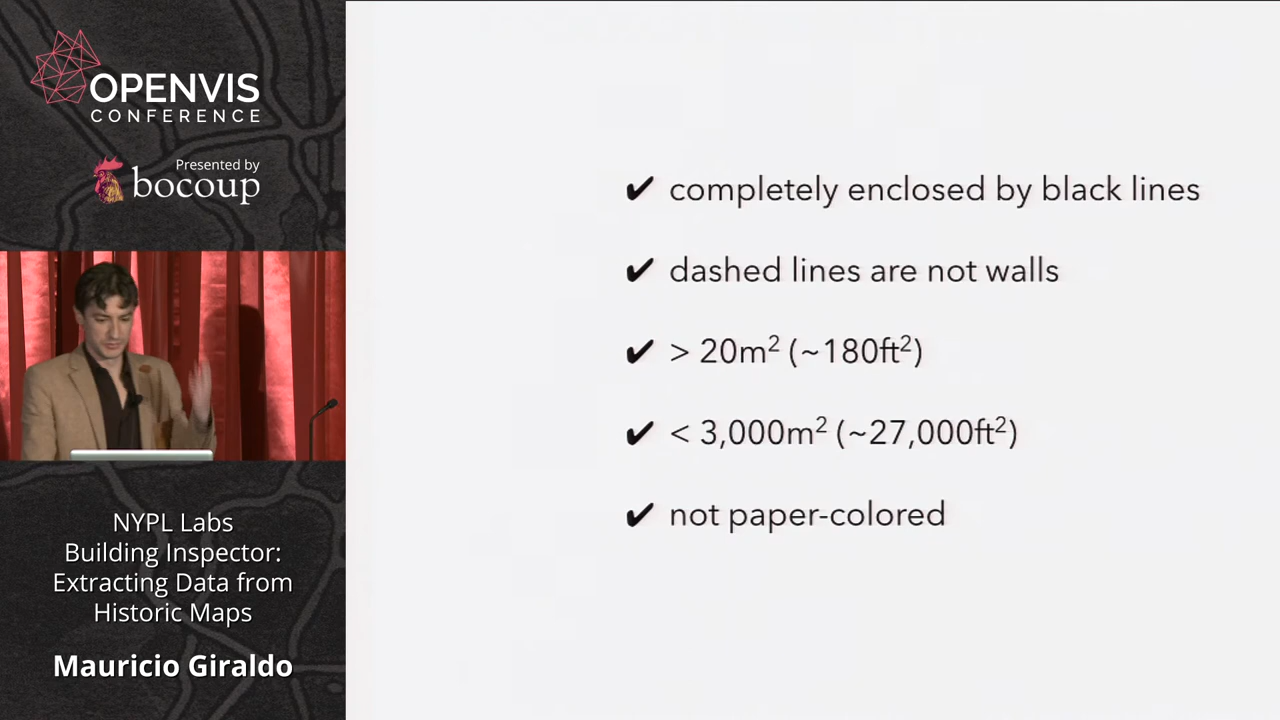 OPENVIS
CONFERENCE
Presented by
bocoup
NYPL Labs
Building Inspector:
Extracting Data from
Historic Maps
Mauricio Giraldo
✔ completely enclosed by black lines
✔ dashed lines are not walls
✔ > 20m² (~180ft²)
✔ < 3,000m² (~27,000ft²)
✔ not paper-colored